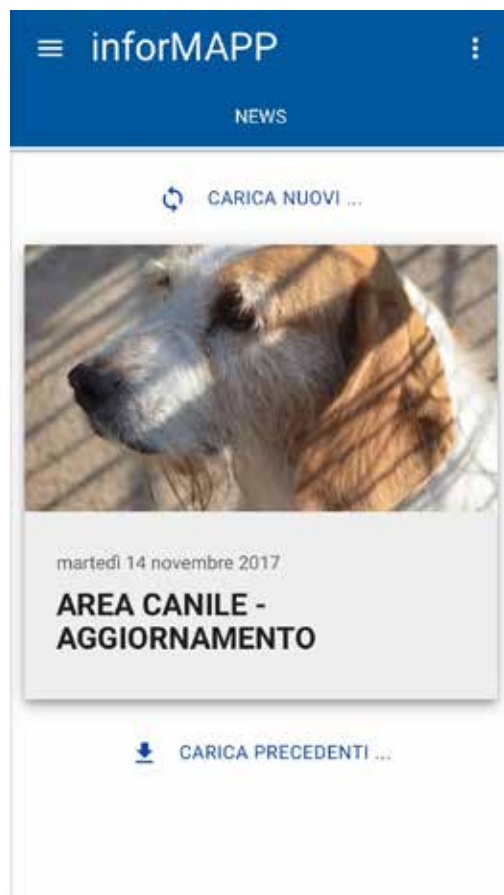 inforMAPP
NEWS
CARICA NUOVI ...
martedì 14 novembre 2017
AREA CANILE -
AGGIORNAMENTO
CARICA PRECEDENTI ...